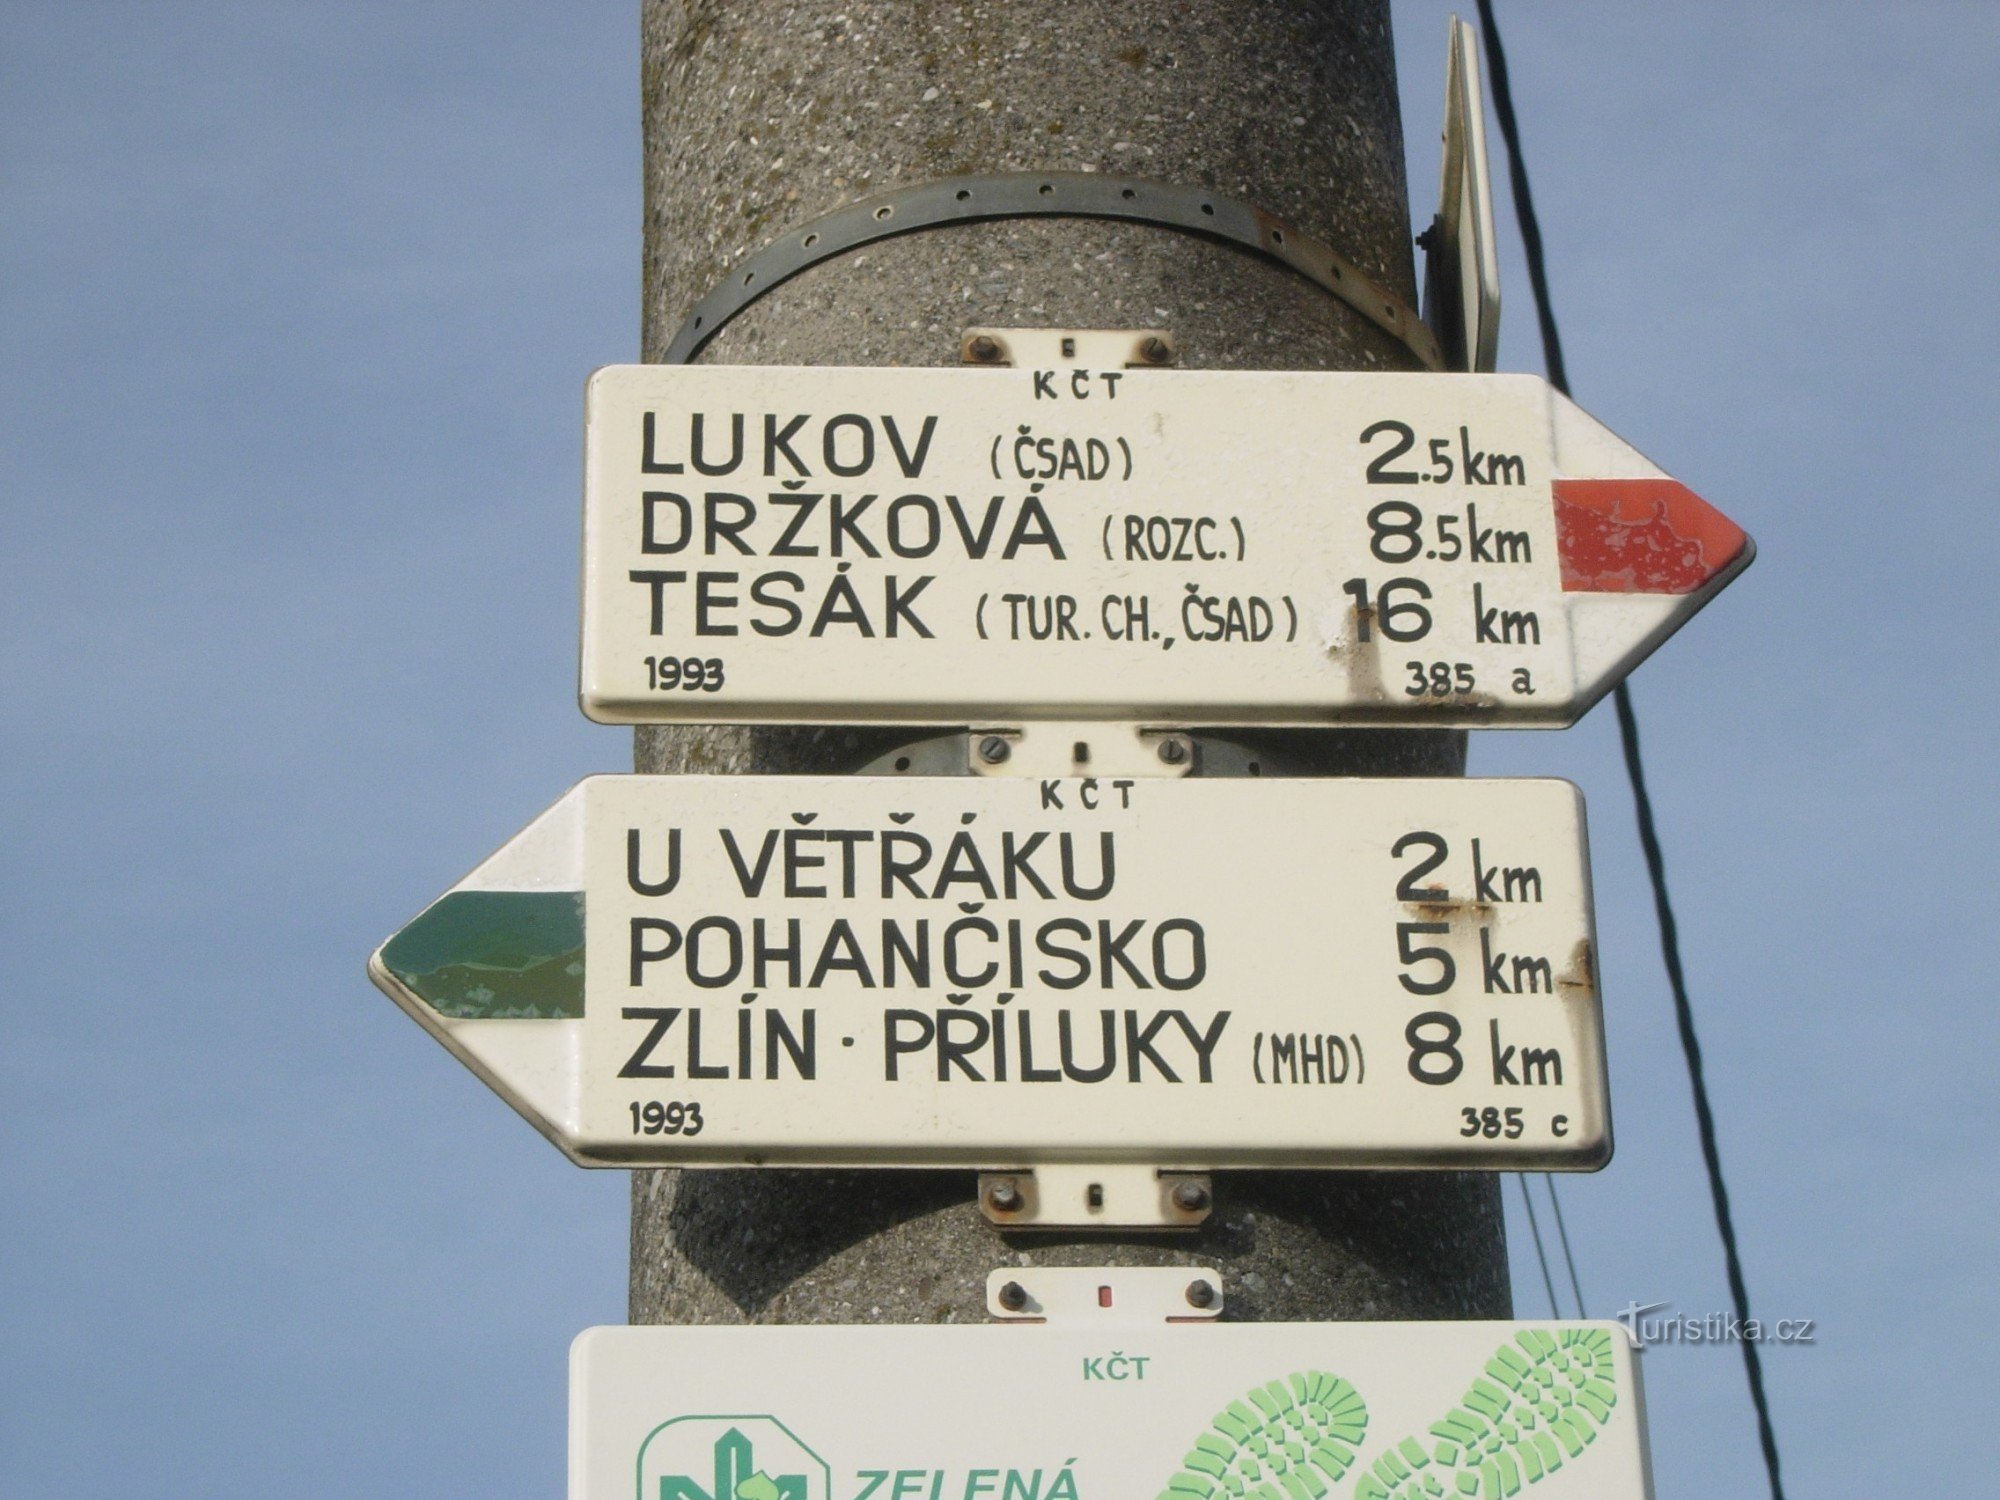 KČT
LUKOV (ČSAD) 2.5 km
DRŽKOVÁ (ROZC.) 8.5 km
TESÁK (TUR. CH., ČSAD) 16 km
1993 385 a
KČT
U VĚTŘÁKU 2 km
POHANČISKO 5 km
ZLÍN · PŘÍLUKY (MHD) 8 km
1993 385 c
Turistika.cz
KČT
ZELENÁ